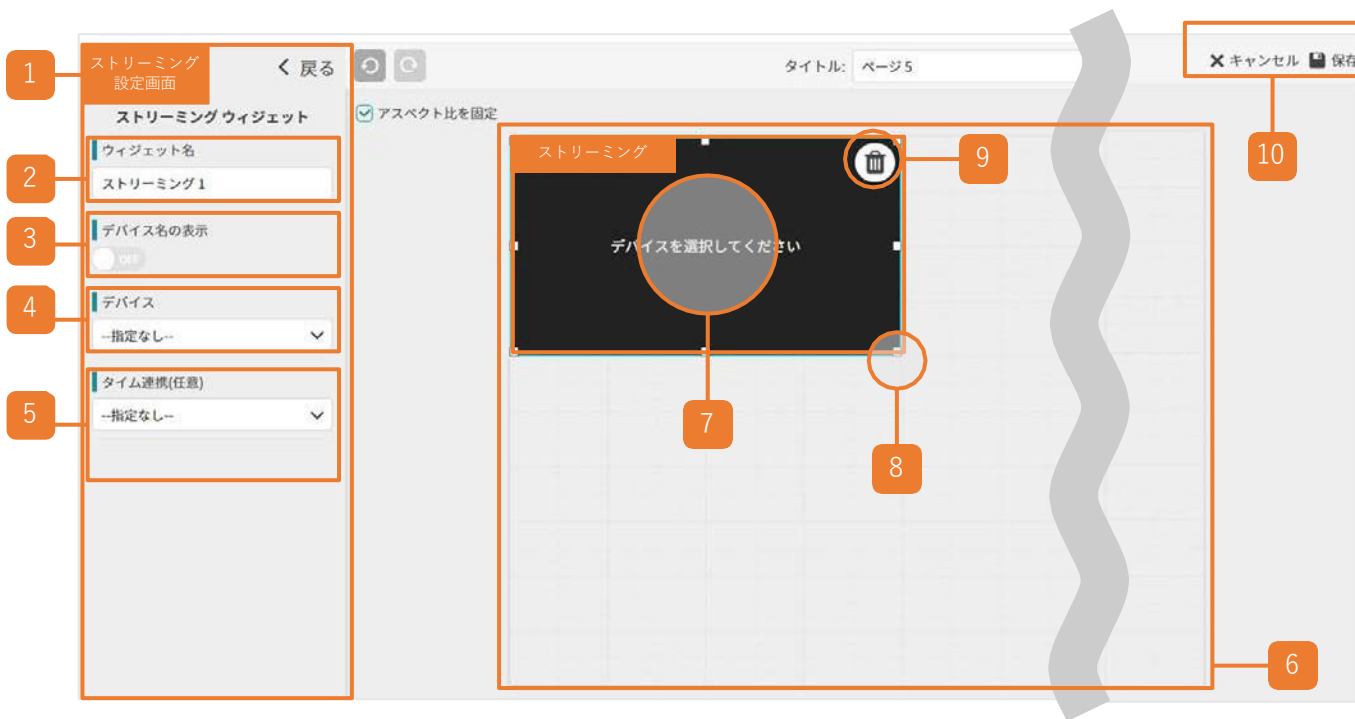 1
ストリーミング
設定画面
戻る
タイトル: ページ 5
キャンセル 保存
アスペクト比を固定
ストリーミング ウィジェット
2
ウィジェット名
ストリーミング 1
3
デバイス名の表示
OFF
4
デバイス
--指定なし--
5
タイム連携(任意)
--指定なし--
ストリーミング
デバイスを選択してください
9
10
7
8
6